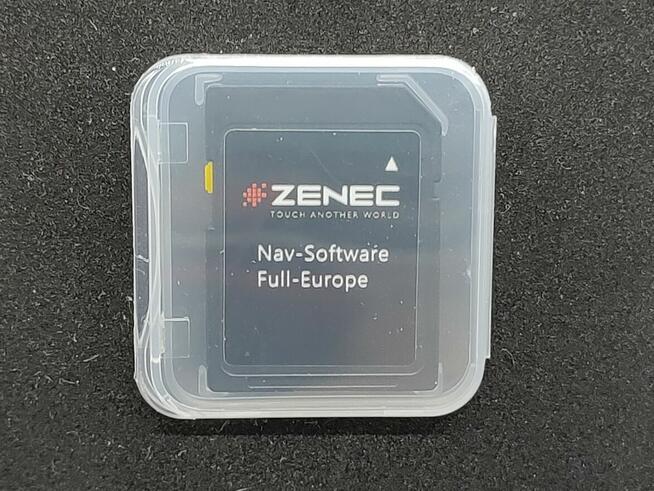 ZENEC
TOUCH ANOTHER WORLD
Nav-Software
Full-Europe